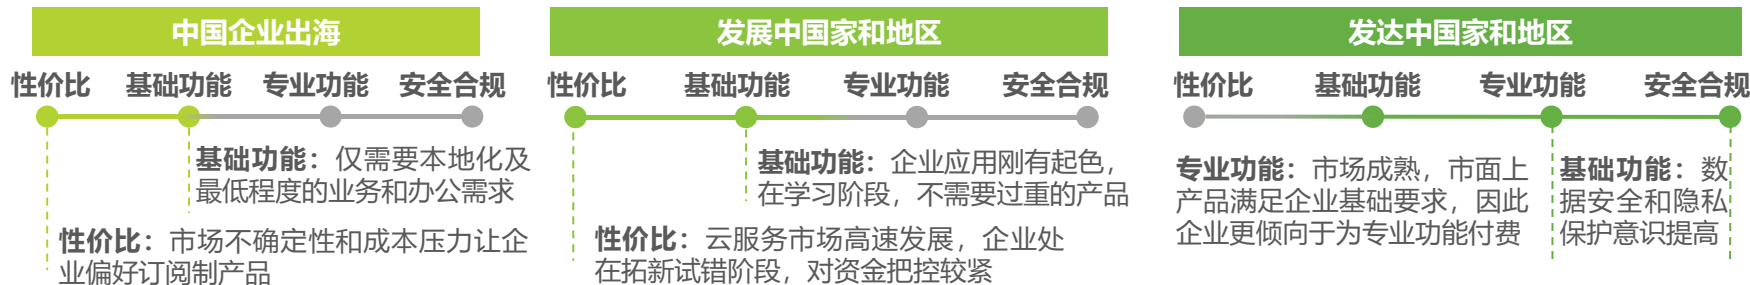 中国企业出海
性价比 基础功能 专业功能 安全合规
基础功能：仅需要本地化及
最低程度的业务和办公需求
性价比：市场不确定性和成本压力让企
业偏好订阅制产品
发展中国家和地区
性价比 基础功能 专业功能 安全合规
基础功能：企业应用刚有起色，
在学习阶段，不需要过重的产品
性价比：云服务市场高速发展，企业处
在拓新试错阶段，对资金把控较紧
发达中国家和地区
性价比 基础功能 专业功能 安全合规
专业功能：市场成熟，市面上
产品满足企业基础要求，因此
企业更倾向于为专业功能付费
基础功能：数
据安全和隐私
保护意识提高